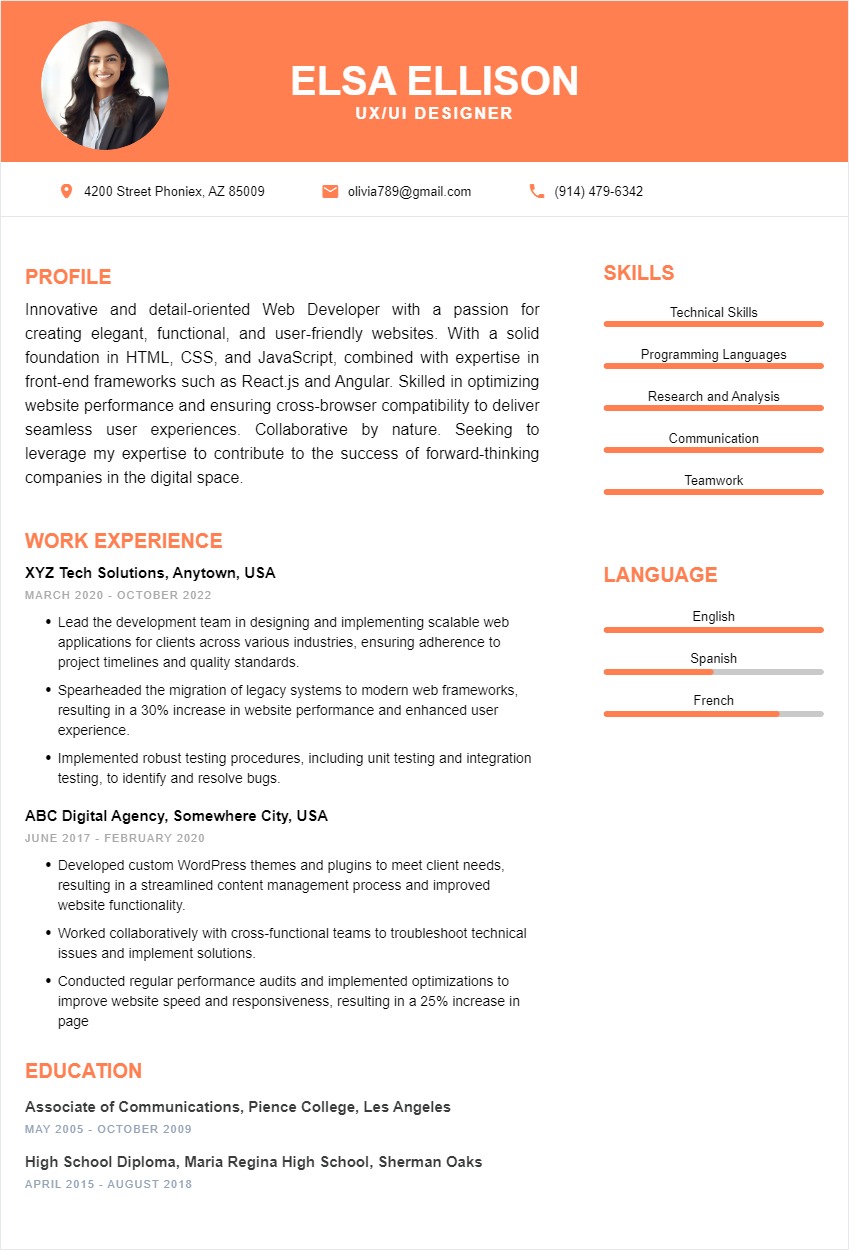 ELSA ELLISON
UX/UI DESIGNER
4200 Street Phoniex, AZ 85009
olivia789@gmail.com
(914) 479-6342
PROFILE
Innovative and detail-oriented Web Developer with a passion for
creating elegant, functional, and user-friendly websites. With a solid
foundation in HTML, CSS, and JavaScript, combined with expertise in
front-end frameworks such as React.js and Angular. Skilled in optimizing
website performance and ensuring cross-browser compatibility to deliver
seamless user experiences. Collaborative by nature. Seeking to
leverage my expertise to contribute to the success of forward-thinking
companies in the digital space.
WORK EXPERIENCE
XYZ Tech Solutions, Anytown, USA
MARCH 2020 - OCTOBER 2022
• Lead the development team in designing and implementing scalable web
applications for clients across various industries, ensuring adherence to
project timelines and quality standards.
• Spearheaded the migration of legacy systems to modern web frameworks,
resulting in a 30% increase in website performance and enhanced user
experience.
• Implemented robust testing procedures, including unit testing and integration
testing, to identify and resolve bugs.
ABC Digital Agency, Somewhere City, USA
JUNE 2017 - FEBRUARY 2020
• Developed custom WordPress themes and plugins to meet client needs,
resulting in a streamlined content management process and improved
website functionality.
• Worked collaboratively with cross-functional teams to troubleshoot technical
issues and implement solutions.
• Conducted regular performance audits and implemented optimizations to
improve website speed and responsiveness, resulting in a 25% increase in
page
EDUCATION
Associate of Communications, Pience College, Les Angeles
MAY 2005 - OCTOBER 2009
High School Diploma, Maria Regina High School, Sherman Oaks
APRIL 2015 - AUGUST 2018
SKILLS
Technical Skills
Programming Languages
Research and Analysis
Communication
Teamwork
LANGUAGE
English
Spanish
French